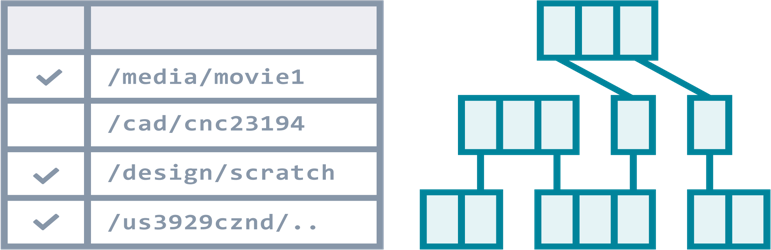 /media/movie1
/cad/cnc23194
/design/scratch
/us3929cznd/..